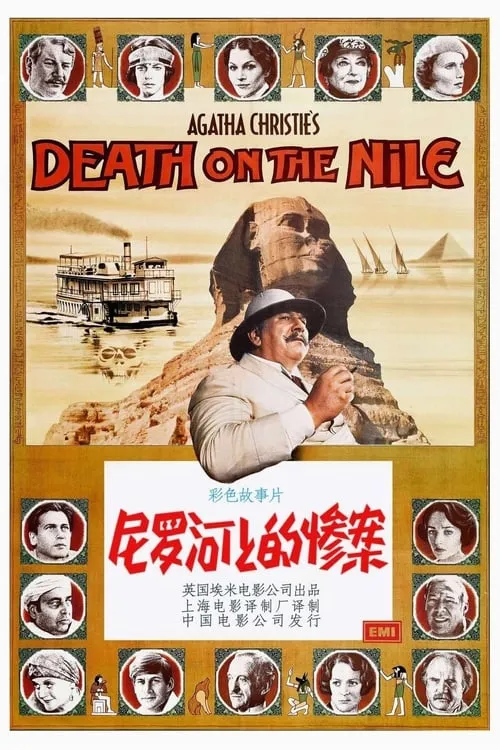 AGATHA CHRISTIE'S
DEATH ON THE NILE
彩色故事片
尼罗河上的惨案
英国埃米电影公司出品
上海电影译制厂译制
中国电影公司发行
EMI